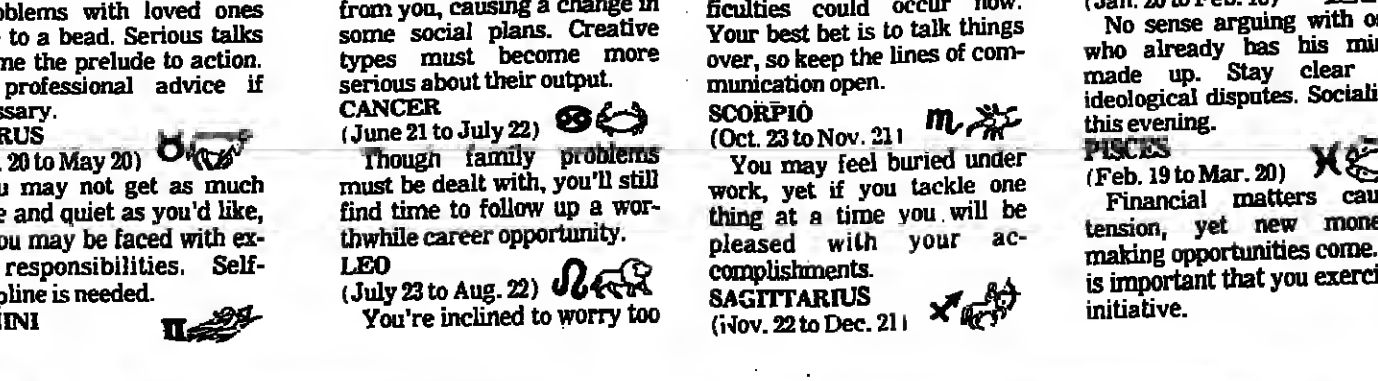 oblems with loved ones
to a bead. Serious talks
me the prelude to action.
professional advice if
ssary.
RUS
. 20 to May 20)
u may not get as much
e and quiet as you'd like,
ou may be faced with ex-
responsibilities. Self-
pline is needed.
INI
from you, causing a change in
some social plans. Creative
types must become more
serious about their output.
CANCER
(June 21 to July 22)
Though family problems
must be dealt with, you'll still
find time to follow up a wor-
thwhile career opportunity.
LEO
(July 23 to Aug. 22)
You're inclined to worry too
ficulties could occur now.
Your best bet is to talk things
over, so keep the lines of com-
munication open.
SCORPIO
(Oct. 23 to Nov. 21)
You may feel buried under
work, yet if you tackle one
thing at a time you will be
pleased with your ac-
complishments.
SAGITTARIUS
(Nov. 22 to Dec. 21)
(Jan. 20 to Feb. 18)
No sense arguing with o
who already has his mi
made up. Stay clear
ideological disputes. Sociali
this evening.
PISCES
(Feb. 19 to Mar. 20)
Financial matters cau
tension, yet new mone
making opportunities come.
is important that you exerci
initiative.